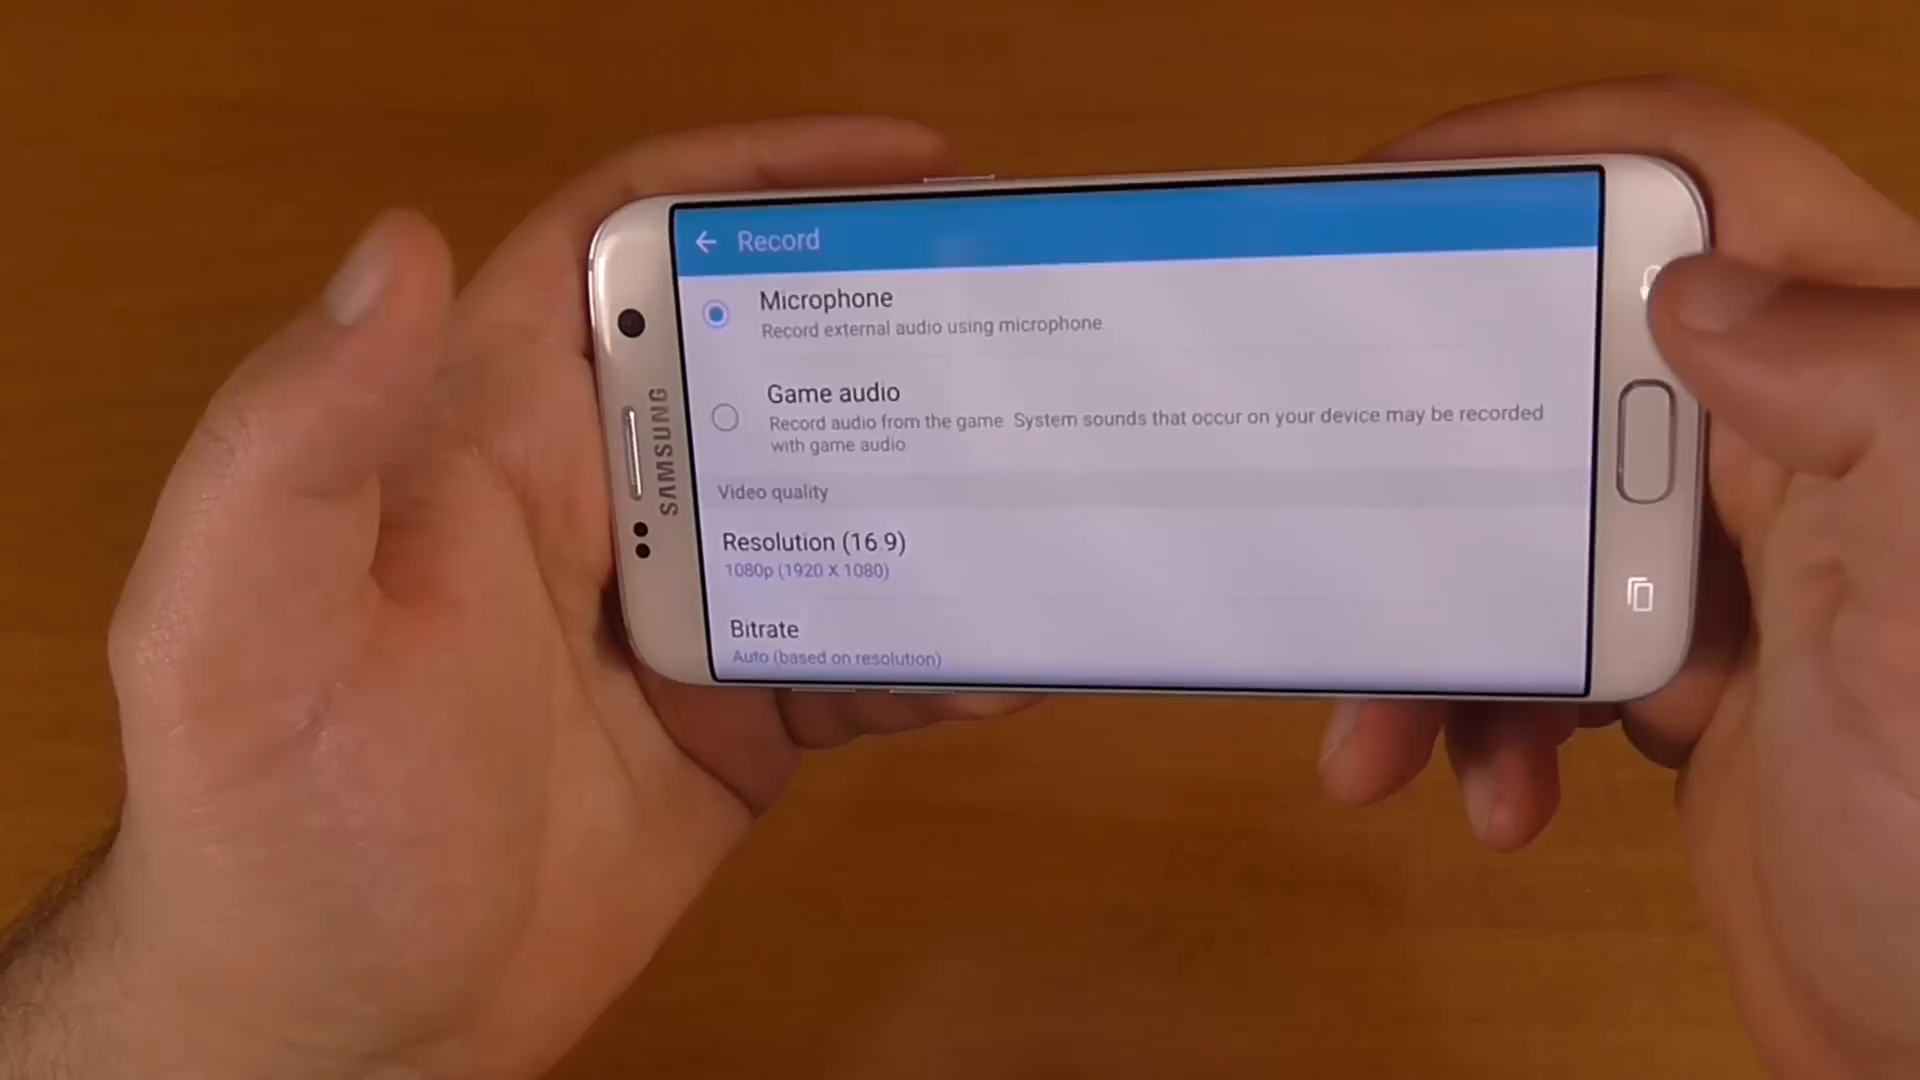 Record
Microphone
Record external audio using microphone.
Game audio
Record audio from the game. System sounds that occur on your device may be recorded
with game audio
Video quality
Resolution (16:9)
1080p (1920 X 1080)
Bitrate
Auto (based on resolution)
SAMSUNG